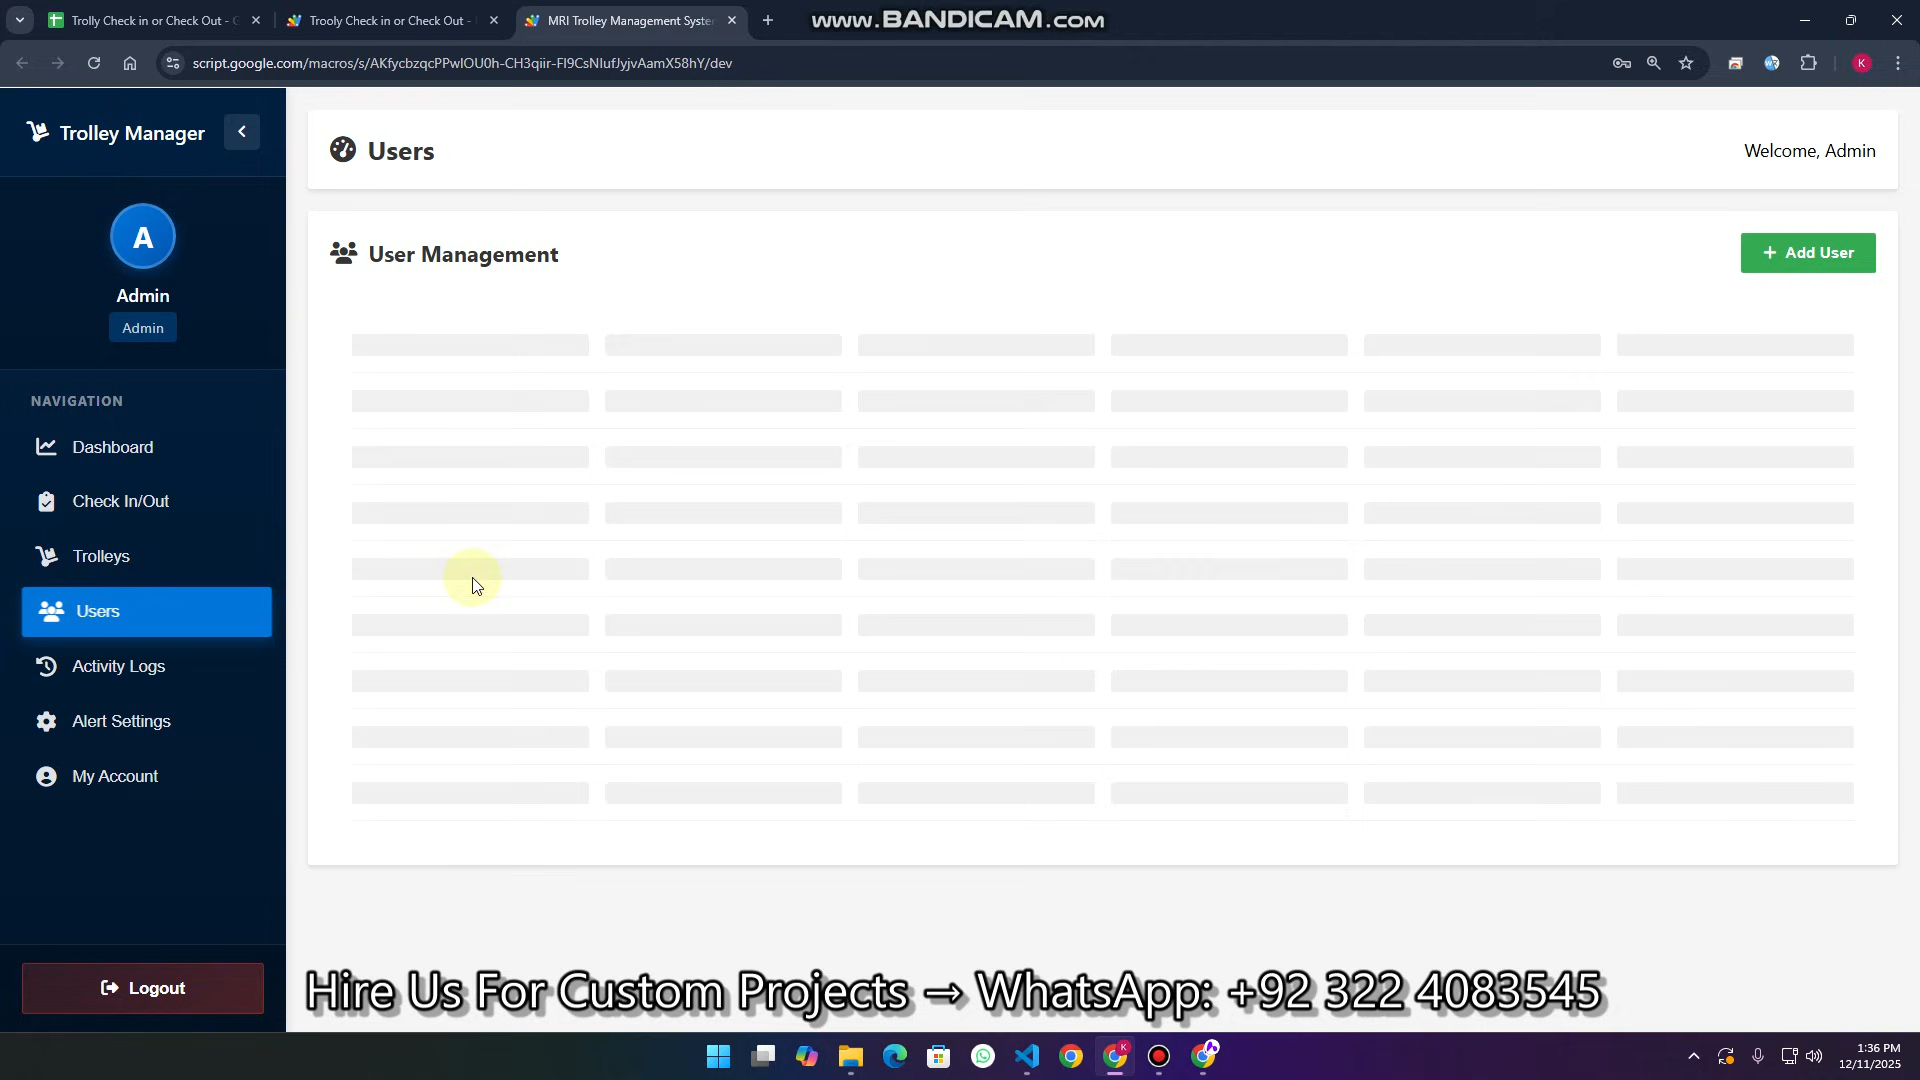 Trolly Check in or Check Out - G
Trooly Check in or Check Out -
MRI Trolley Management Syste
www.BANDICAM.com
script.google.com/macros/s/AKfycbzqcPPwlOU0h-CH3qiir-FI9CsNIufJyjvAamX58hY/dev
K
Trolley Manager
A
Admin
Admin
NAVIGATION
Dashboard
Check In/Out
Trolleys
Users
Activity Logs
Alert Settings
My Account
Logout
Users
Welcome, Admin
User Management
+ Add User
Hire Us For Custom Projects → WhatsApp: +92 322 4083545
K
1:36 PM
12/11/2025